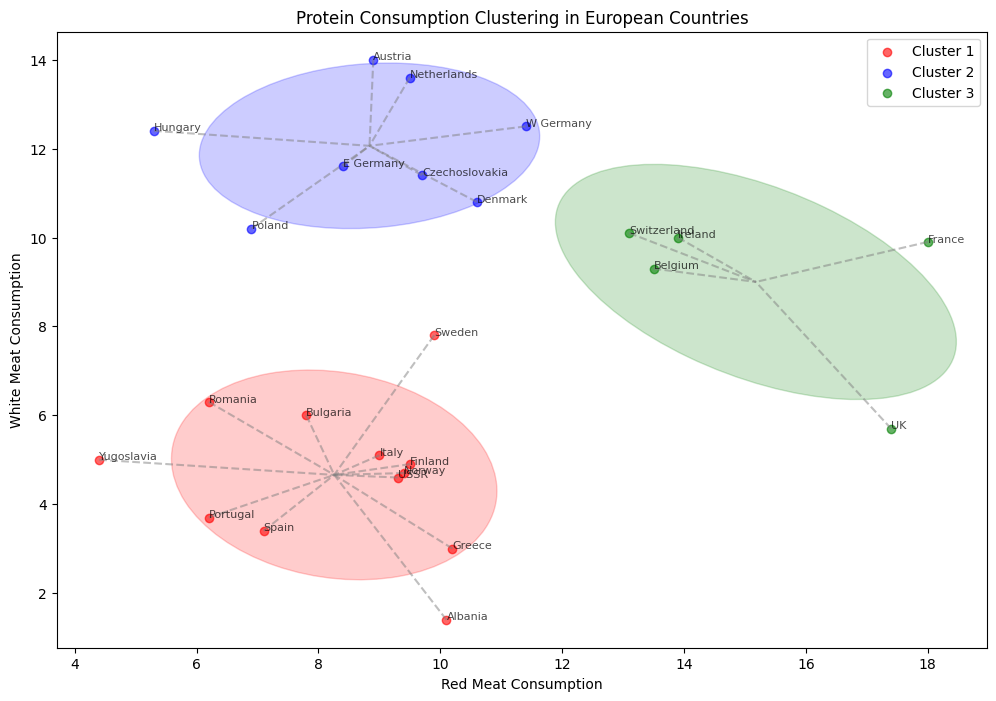 Protein Consumption Clustering in European Countries
Cluster 1
Cluster 2
Cluster 3
Austria
Netherlands
W Germany
Hungary
E Germany
Czechoslovakia
Denmark
Poland
Switzerland
Ireland
France
Belgium
UK
Sweden
Romania
Bulgaria
Italy
Yugoslavia
Finland
Norway
USSR
Portugal
Spain
Greece
Albania
14
12
10
8
6
4
2
White Meat Consumption
4 6 8 10 12 14 16 18
Red Meat Consumption